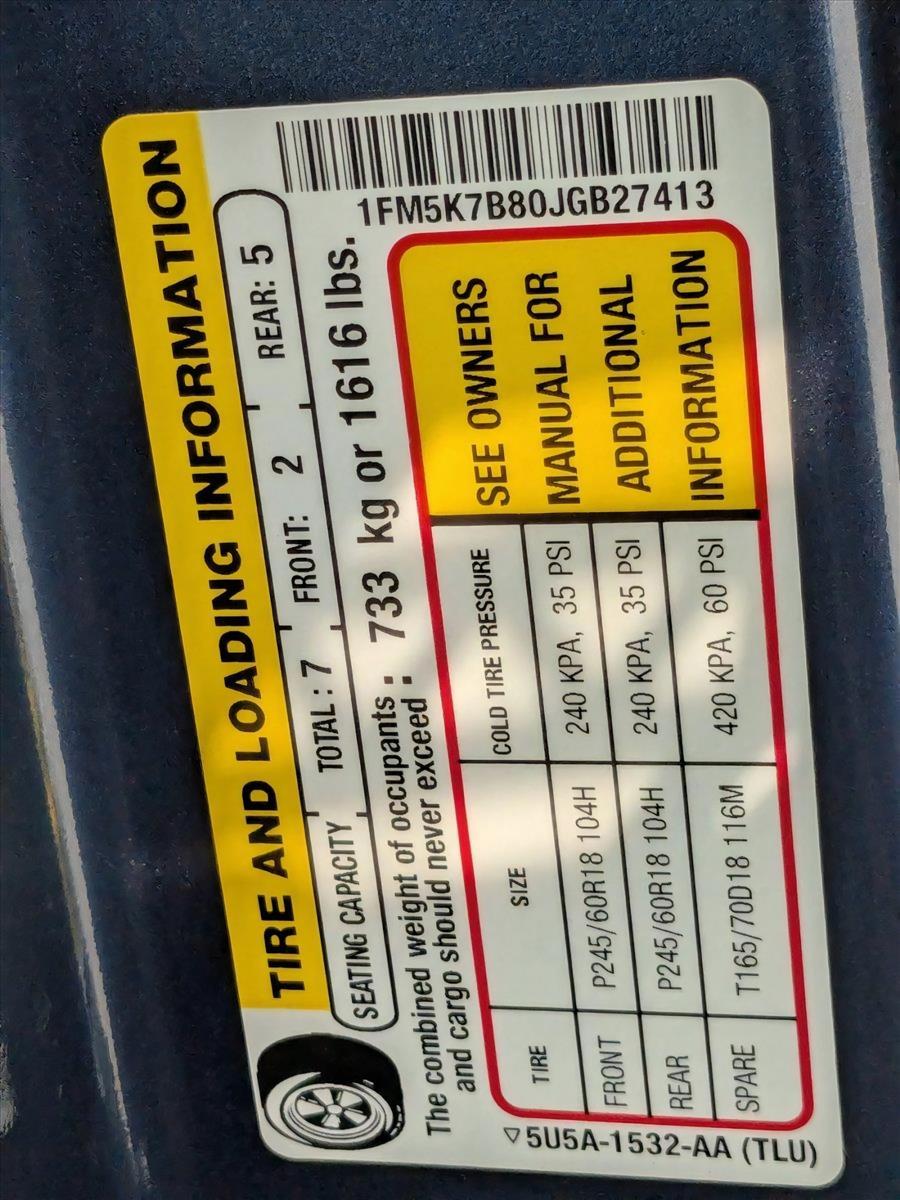 TIRE AND LOADING INFORMATION
SEATING CAPACITY TOTAL : 7 FRONT: 2 REAR: 5
The combined weight of occupants
and cargo should never exceed : 733 kg or 1616 lbs.
1FM5K7B80JGB27413
TIRE SIZE COLD TIRE PRESSURE
FRONT P245/60R18 104H 240 KPA, 35 PSI
REAR P245/60R18 104H 240 KPA, 35 PSI
SPARE T165/70D18 116M 420 KPA, 60 PSI
SEE OWNERS
MANUAL FOR
ADDITIONAL
INFORMATION
5U5A-1532-AA (TLU)